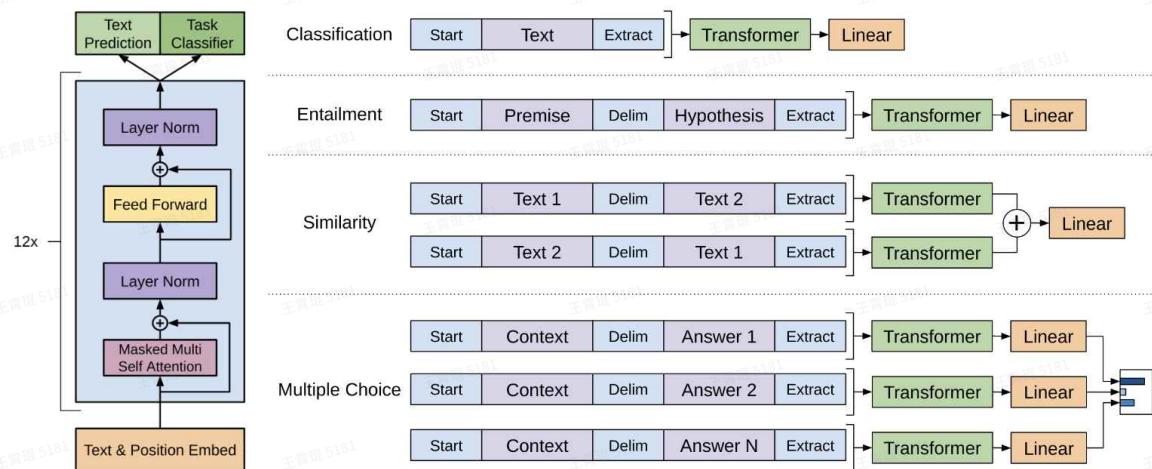 Text Prediction
Task Classifier
12x
Layer Norm
Feed Forward
Layer Norm
Masked Multi Self Attention
Text & Position Embed
Classification
Start Text Extract Transformer Linear
Entailment
Start Premise Delim Hypothesis Extract Transformer Linear
Similarity
Start Text 1 Delim Text 2 Extract Transformer
Start Text 2 Delim Text 1 Extract Transformer
+ Linear
Multiple Choice
Start Context Delim Answer 1 Extract Transformer Linear
Start Context Delim Answer 2 Extract Transformer Linear
Start Context Delim Answer N Extract Transformer Linear